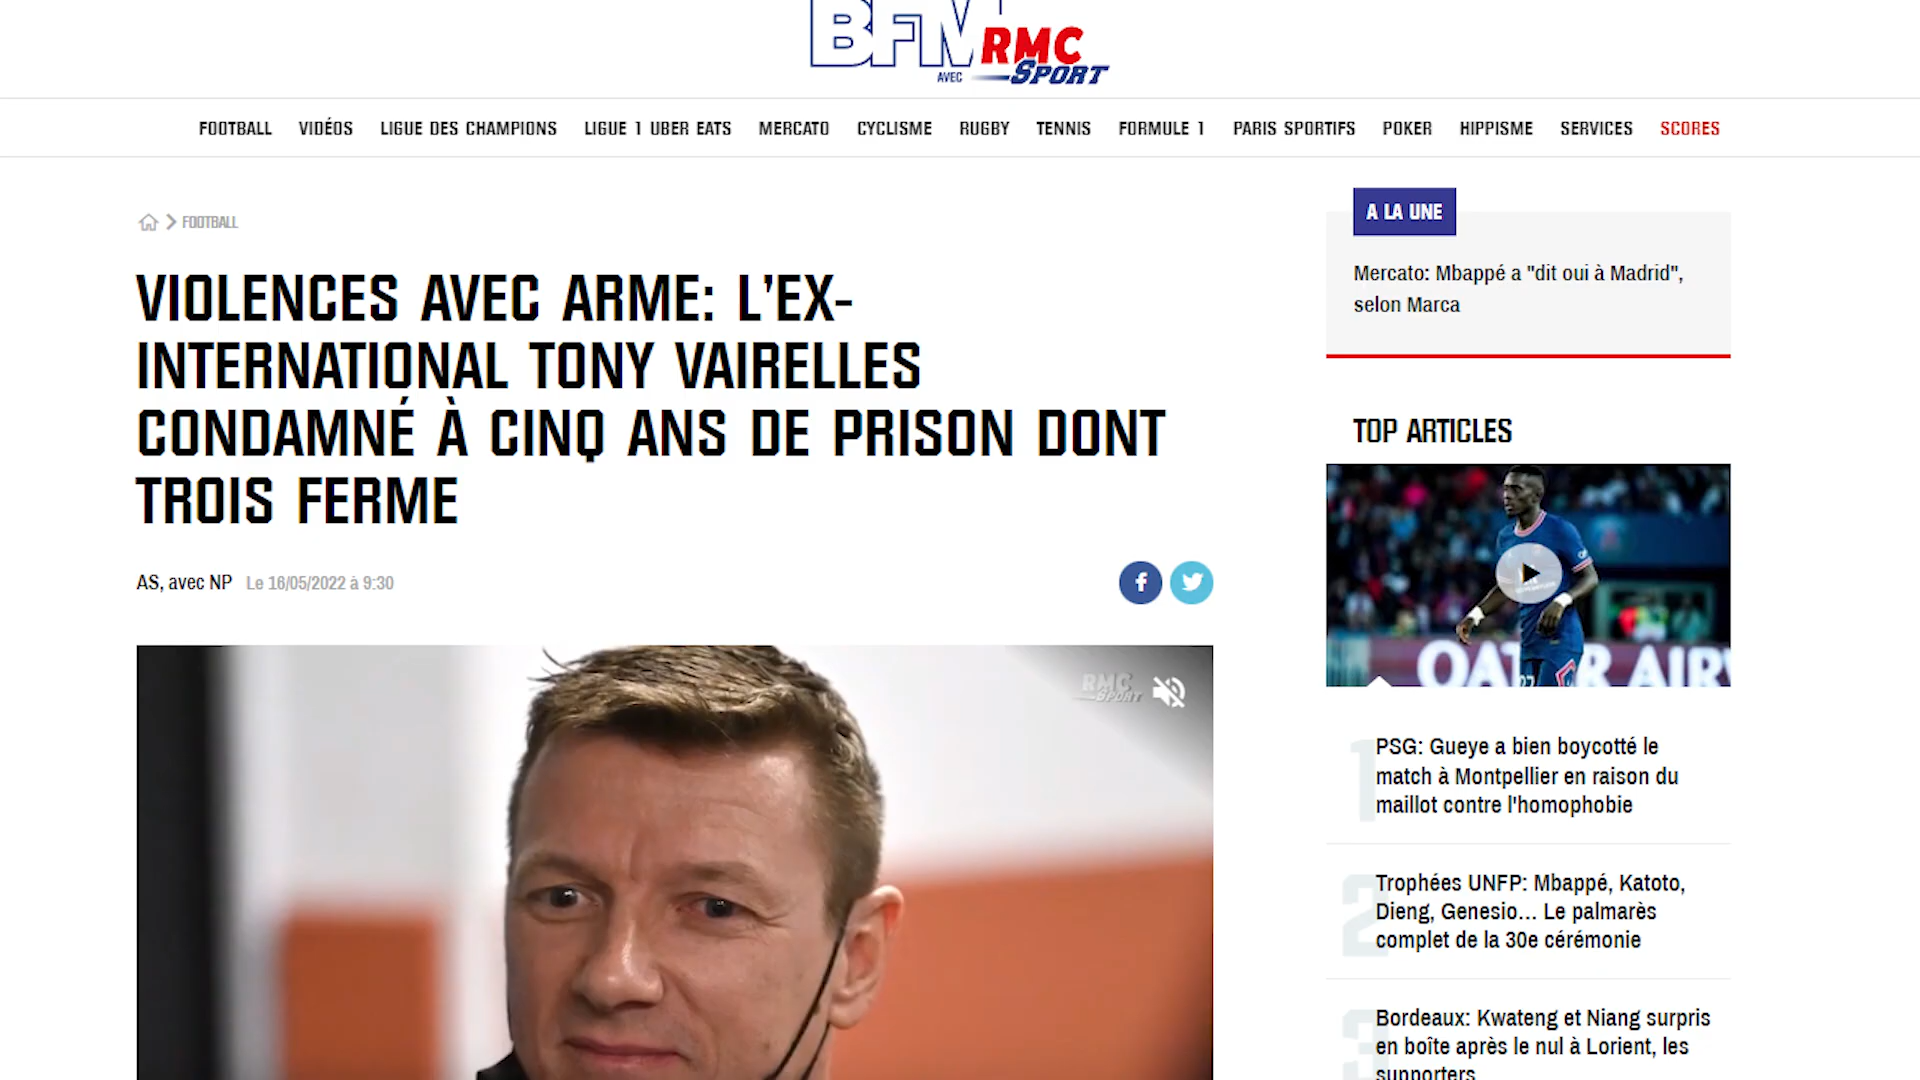 BFM
RMC
AVEC
SPORT
FOOTBALL VIDÉOS LIGUE DES CHAMPIONS LIGUE 1 UBER EATS MERCATO CYCLISME RUGBY TENNIS FORMULE 1 PARIS SPORTIFS POKER HIPPISME SERVICES SCORES
FOOTBALL
VIOLENCES AVEC ARME: L'EX-
INTERNATIONAL TONY VAIRELLES
CONDAMNÉ À CINQ ANS DE PRISON DONT
TROIS FERME
AS, avec NP Le 16/05/2022 à 9:30
RMC
SPORT
A LA UNE
Mercato: Mbappé a "dit oui à Madrid",
selon Marca
TOP ARTICLES
QATAR AIRW
1
PSG: Gueye a bien boycotté le
match à Montpellier en raison du
maillot contre l'homophobie
2
Trophées UNFP: Mbappé, Katoto,
Dieng, Genesio... Le palmarès
complet de la 30e cérémonie
3
Bordeaux: Kwateng et Niang surpris
en boîte après le nul à Lorient, les
supporters